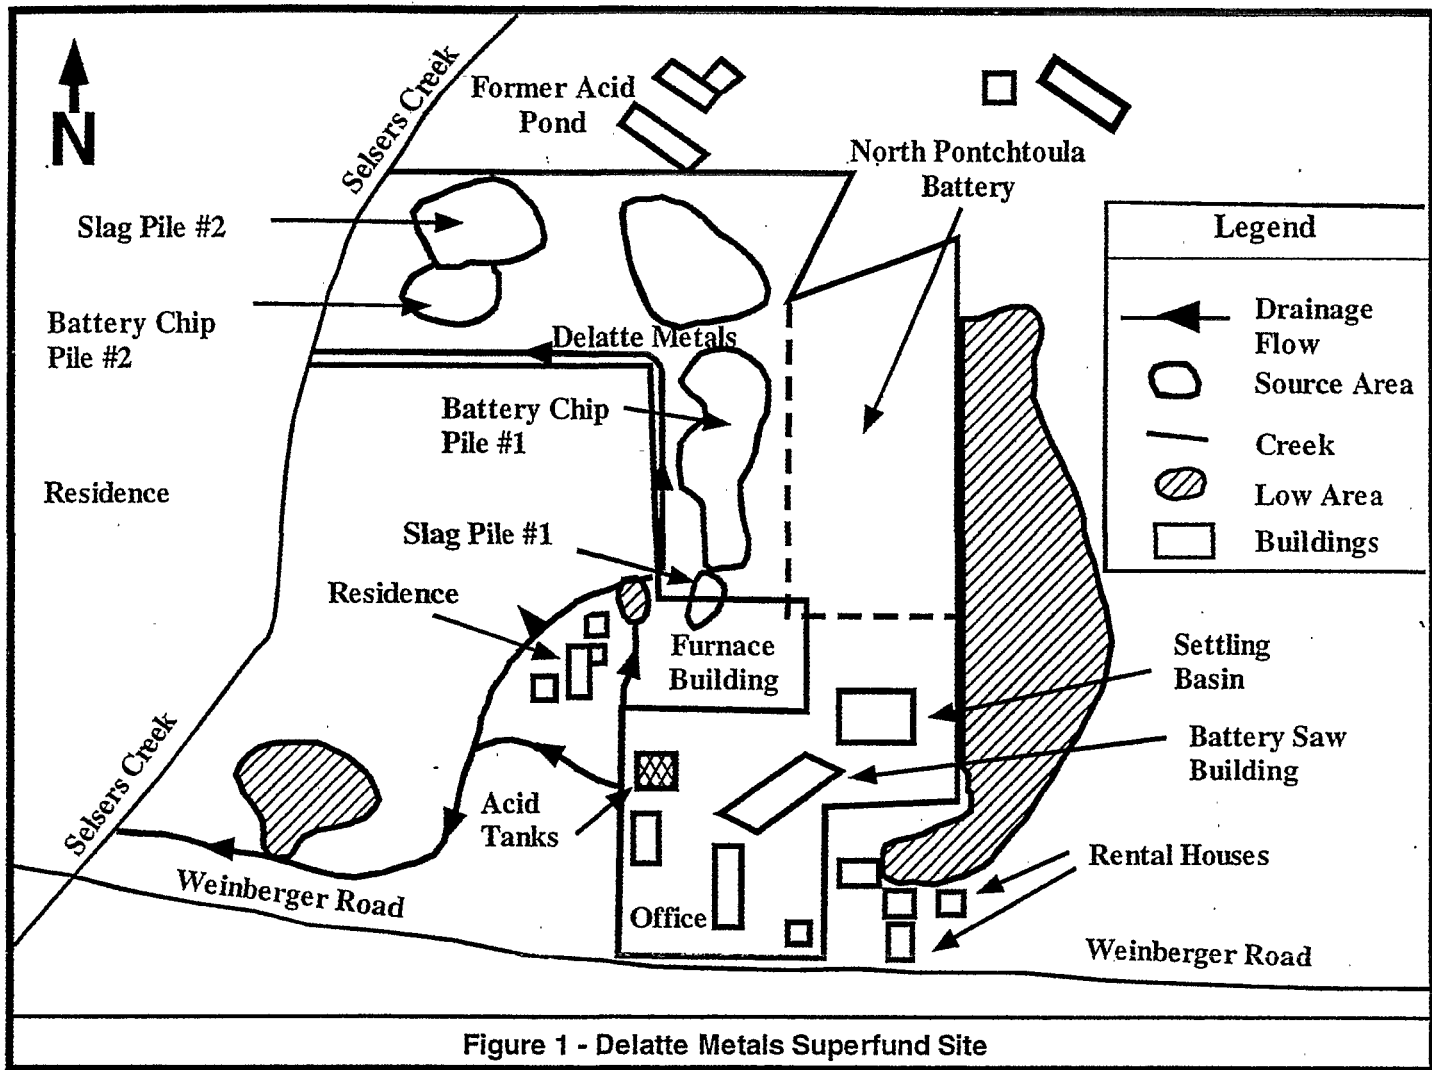 N
Selsers Creek
Former Acid
Pond
North Pontchtoula
Battery
Slag Pile #2
Legend
Battery Chip
Pile #2
Drainage
Flow
Delatte Metals
Source Area
Battery Chip
Pile #1
Creek
Residence
Low Area
Slag Pile #1
Buildings
Residence
Furnace
Building
Settling
Basin
Selsers Creek
Battery Saw
Building
Acid
Tanks
Rental Houses
Weinberger Road
Office
Weinberger Road
Figure 1 - Delatte Metals Superfund Site